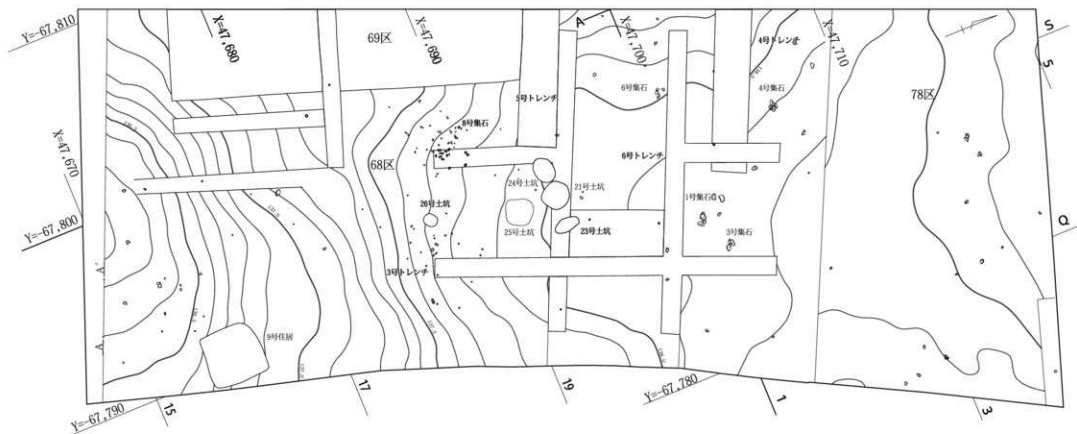 Y=-67,810
X=47,680
69区
X=47,690
A
X=47,700
4号トレンチ
X=47,710
S
5
78区
6号集石
4号集石
5号トレンチ
8号集石
68区
6号トレンチ
X=47,670
24号土坑
21号土坑
1号集石
26号土坑
25号土坑
23号土坑
3号集石
Q
Y=-67,800
137.0
3号トレンチ
A'
9号住居
137.0
Y=-67,790
15
17
19
Y=-67,780
1
3